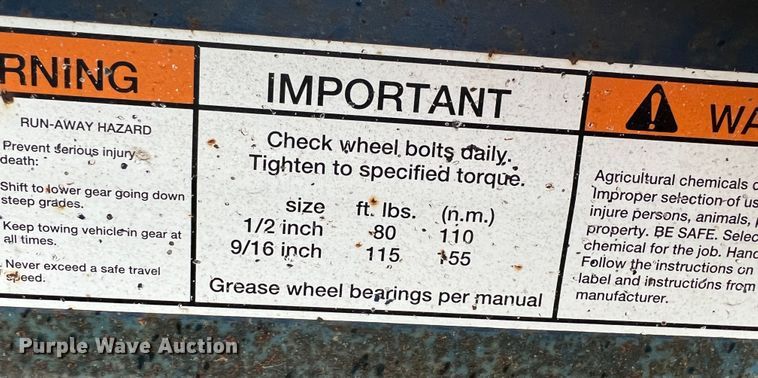 RNING
RUN-AWAY HAZARD
Prevent serious injury
death:
Shift to lower gear going down
steep grades.
Keep towing vehicle in gear at
all times.
Never exceed a safe travel
speed.
IMPORTANT
Check wheel bolts daily.
Tighten to specified torque.
size ft. lbs. (n.m.)
1/2 inch 80 110
9/16 inch 115 155
Grease wheel bearings per manual
WA
Agricultural chemicals c
Improper selection of us
injure persons, animals,
property. BE SAFE. Selec
chemical for the job. Hand
Follow the instructions on
label and instructions from
manufacturer.
Purple Wave Auction